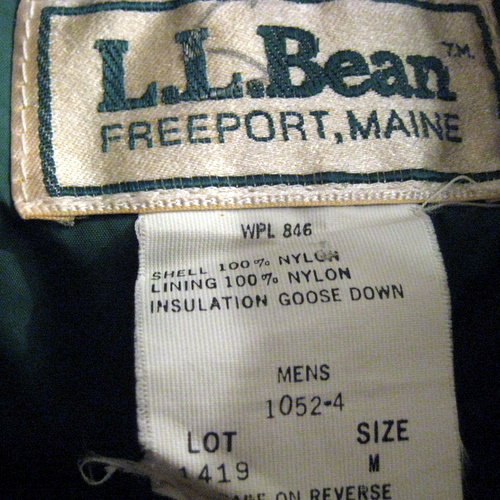 L.L.Bean T.M.
FREEPORT, MAINE
WPL 846
SHELL 100% NYLON
LINING 100% NYLON
INSULATION GOOSE DOWN
MENS
1052-4
LOT SIZE
1419 M
ON REVERSE